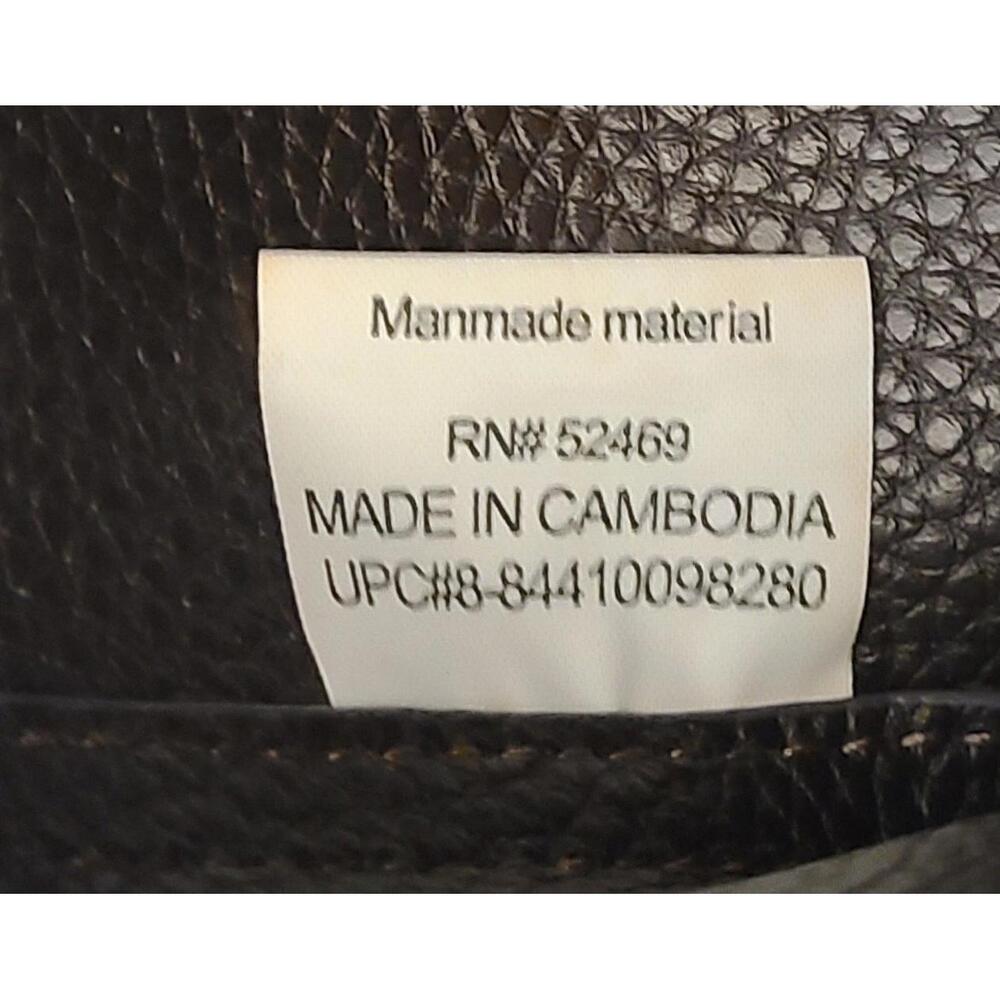 Manmade material
RN# 52469
MADE IN CAMBODIA
UPC#8-84410098280